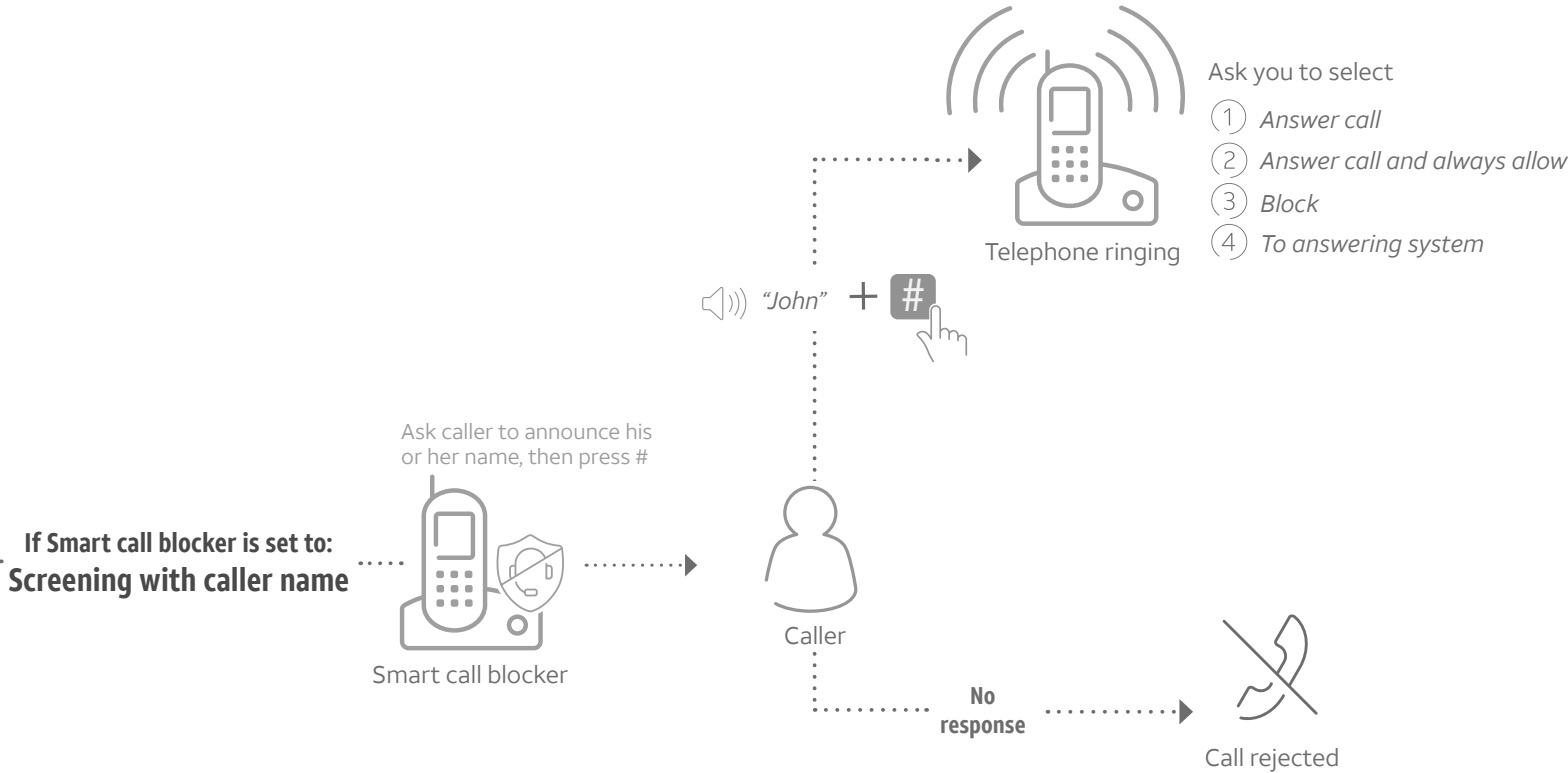 Ask you to select
1 Answer call
2 Answer call and always allow
3 Block
4 To answering system
Telephone ringing
“John” + #
Ask caller to announce his
or her name, then press #
If Smart call blocker is set to:
Screening with caller name
Smart call blocker
Caller
No
response
Call rejected